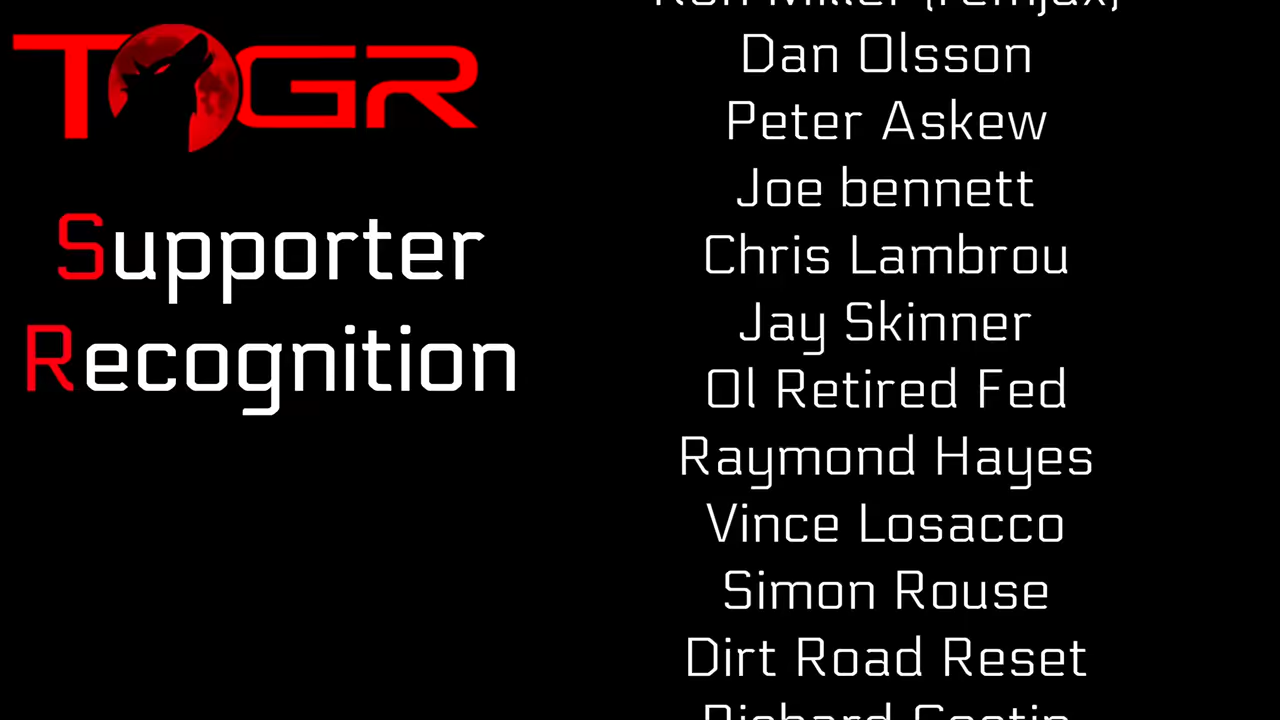 TOGR
Supporter
Recognition
Dan Olsson
Peter Askew
Joe bennett
Chris Lambrou
Jay Skinner
Ol Retired Fed
Raymond Hayes
Vince Losacco
Simon Rouse
Dirt Road Reset